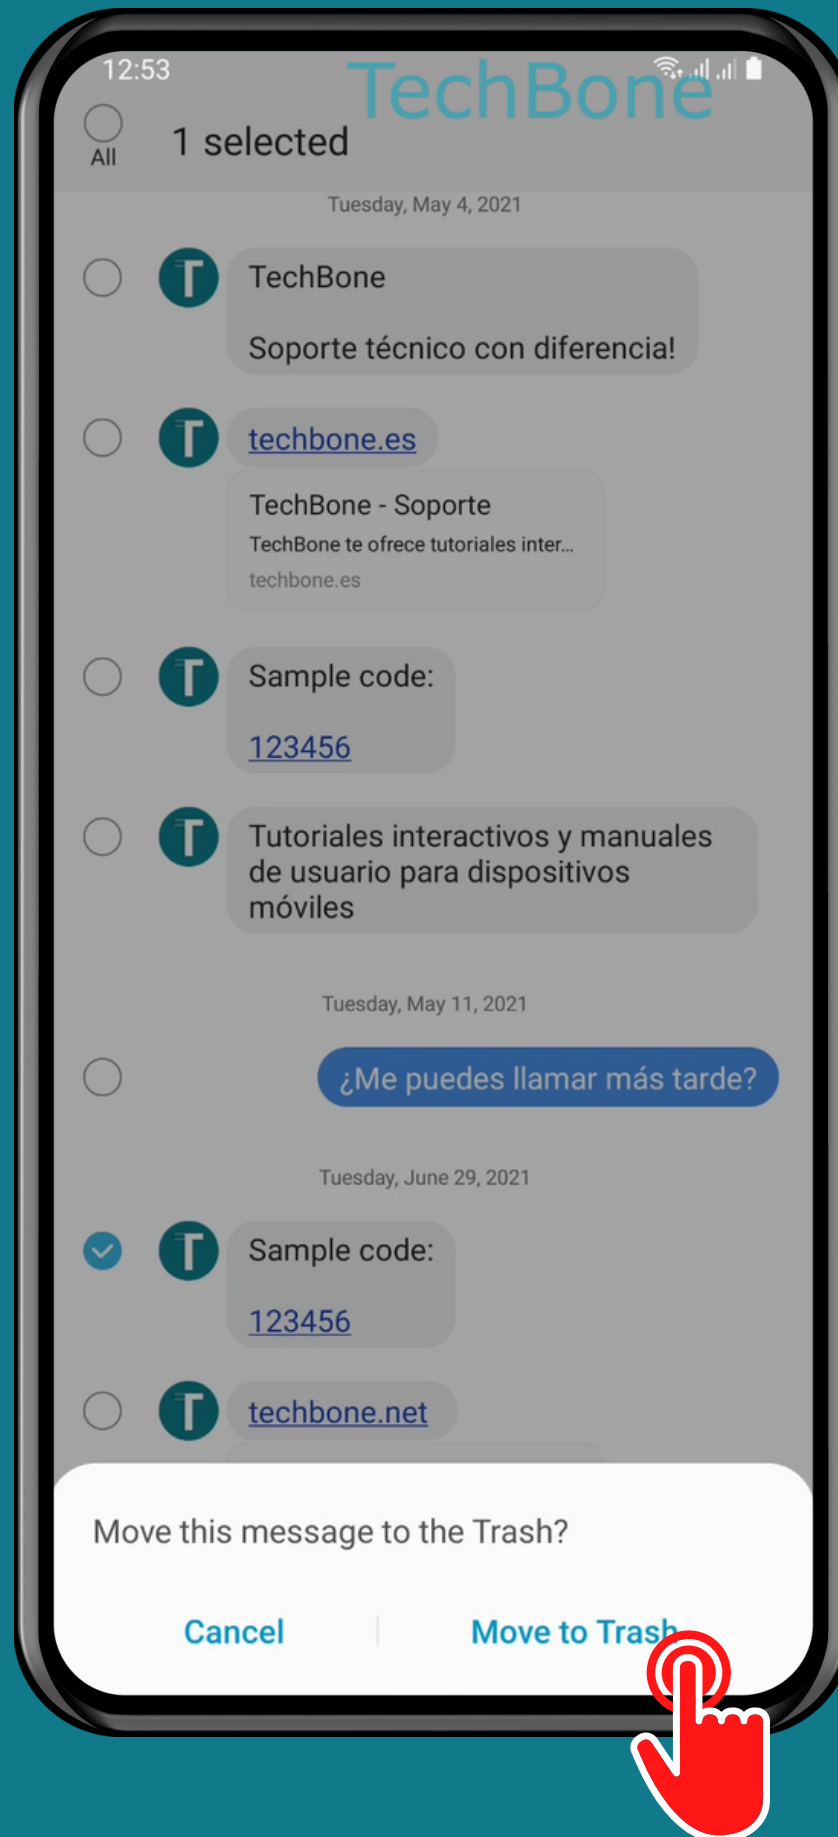 12:53
TechBone
All
1 selected
Tuesday, May 4, 2021
T
TechBone
Soporte técnico con diferencia!
T
techbone.es
TechBone - Soporte
TechBone te ofrece tutoriales inter...
techbone.es
T
Sample code:
123456
T
Tutoriales interactivos y manuales
de usuario para dispositivos
móviles
Tuesday, May 11, 2021
¿Me puedes llamar más tarde?
Tuesday, June 29, 2021
T
Sample code:
123456
T
techbone.net
Move this message to the Trash?
Cancel
Move to Trash